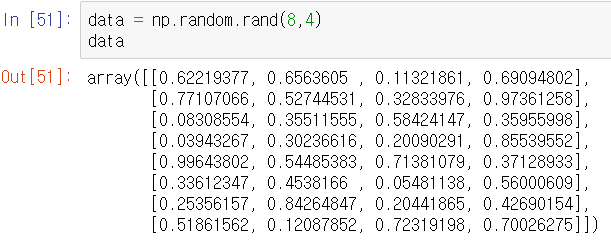 In [51]: data = np.random.rand(8,4)
data
Out[51]: array([[0.62219377, 0.6563605 , 0.11321861, 0.69094802],
[0.77107066, 0.52744531, 0.32833976, 0.97361258],
[0.08308554, 0.35511555, 0.58424147, 0.35955998],
[0.03943267, 0.30236616, 0.20090291, 0.85539552],
[0.99643802, 0.54485383, 0.71381079, 0.37128933],
[0.33612347, 0.4538166 , 0.05481138, 0.56000609],
[0.25356157, 0.84264847, 0.20441865, 0.42690154],
[0.51861562, 0.12087852, 0.72319198, 0.70026275]])